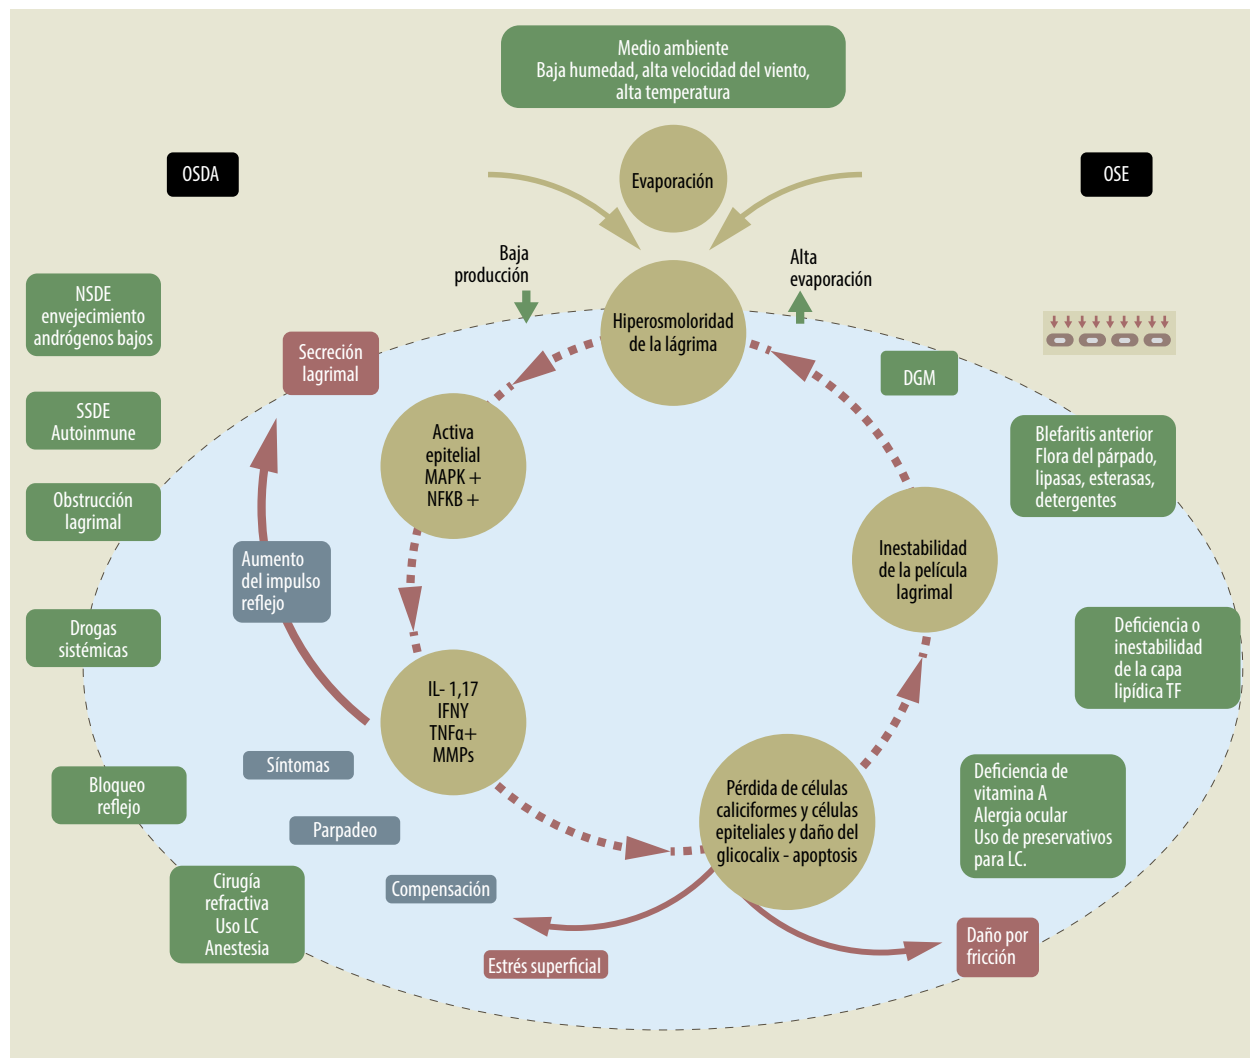 Medio ambiente
Baja humedad, alta velocidad del viento,
alta temperatura
OSDA
Evaporación
OSE
Baja
producción
Alta
evaporación
Hiperosmoloridad
de la lágrima
NSDE
envejecimiento
andrógenos bajos
Secreción
lagrimal
DGM
SSDE
Autoinmune
Activa
epitelial
MAPK +
NFKB +
Blefaritis anterior
Flora del párpado,
lipasas, esterasas,
detergentes
Obstrucción
lagrimal
Aumento
del impulso
reflejo
Inestabilidad
de la película
lagrimal
Drogas
sistémicas
Deficiencia o
inestabilidad
de la capa
lipídica TF
IL- 1,17
IFNY
TNFα+
MMPs
Síntomas
Bloqueo
reflejo
Parpadeo
Pérdida de células
caliciformes y células
epiteliales y daño del
glicocalix - apoptosis
Deficiencia de
vitamina A
Alergia ocular
Uso de preservativos
para LC.
Cirugía
refractiva
Uso LC
Anestesia
Compensación
Estrés superficial
Daño por
fricción